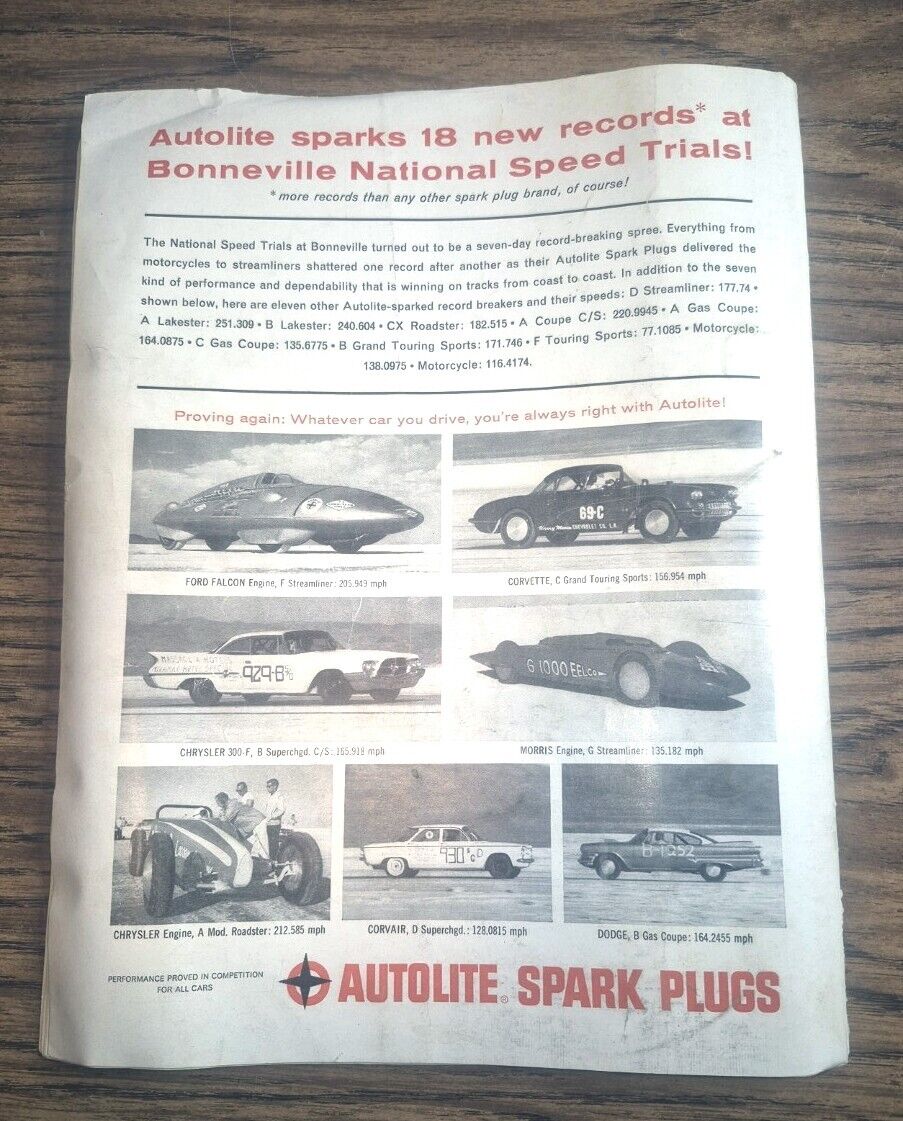 Autolite sparks 18 new records* at
Bonneville National Speed Trials!
*more records than any other spark plug brand, of course!
The National Speed Trials at Bonneville turned out to be a seven-day record-breaking spree. Everything from
motorcycles to streamliners shattered one record after another as their Autolite Spark Plugs delivered the
kind of performance and dependability that is winning on tracks from coast to coast. In addition to the seven
shown below, here are eleven other Autolite-sparked record breakers and their speeds: D Streamliner: 177.74 •
A Lakester: 251.309 • B Lakester: 240.604 • CX Roadster: 182.515 • A Coupe C/S: 220.9945 • A Gas Coupe:
164.0875 • C Gas Coupe: 135.6775 • B Grand Touring Sports: 171.746 • F Touring Sports: 77.1085 • Motorcycle:
138.0975 • Motorcycle: 116.4174.
Proving again: Whatever car you drive, you're always right with Autolite!
69-C
CHEVROLET CO. L.A.
FORD FALCON Engine, F Streamliner: 205.949 mph
CORVETTE, C Grand Touring Sports: 156.954 mph
929-B
G 1000 EELCO
CHRYSLER 300-F, B Superchgd. C/S: 165.918 mph
MORRIS Engine, G Streamliner: 135.182 mph
930
B-1252
CHRYSLER Engine, A Mod. Roadster: 212.585 mph
CORVAIR, D Superchgd.: 128.0815 mph
DODGE, B Gas Coupe: 164.2455 mph
PERFORMANCE PROVED IN COMPETITION
FOR ALL CARS
AUTOLITE® SPARK PLUGS